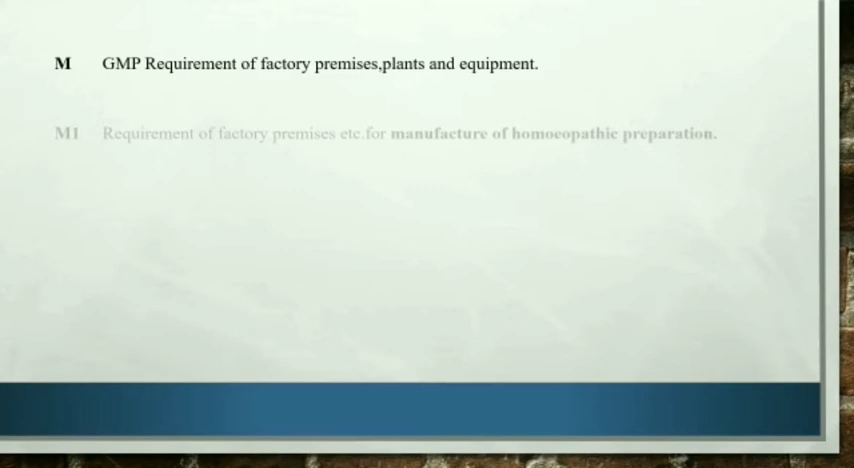 M GMP Requirement of factory premises,plants and equipment.
M1 Requirement of factory premises etc.for manufacture of homoeopathic preparation.